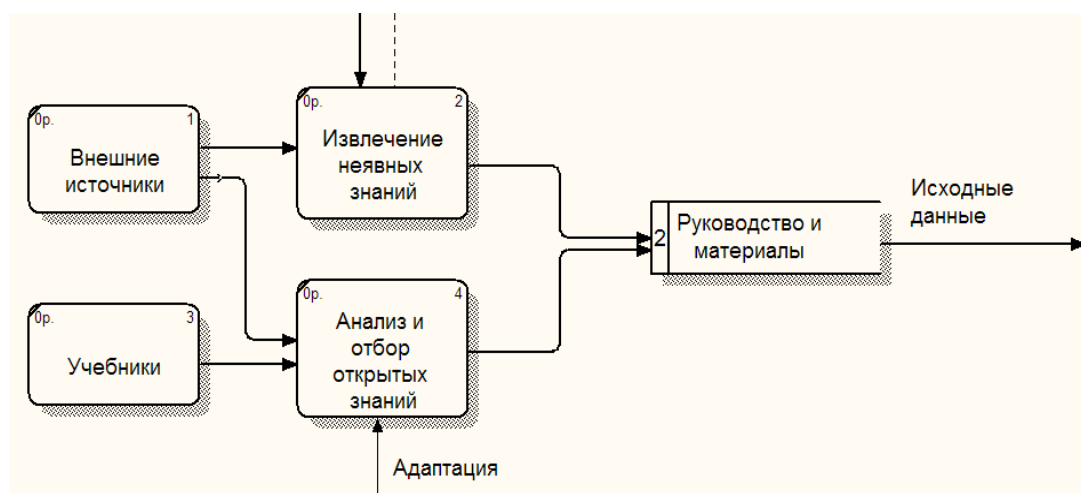 0р. 1
Внешние
источники
0р. 2
Извлечение
неявных
знаний
0р. 3
Учебники
0р. 4
Анализ и
отбор
открытых
знаний
Адаптация
2
Руководство и
материалы
Исходные
данные